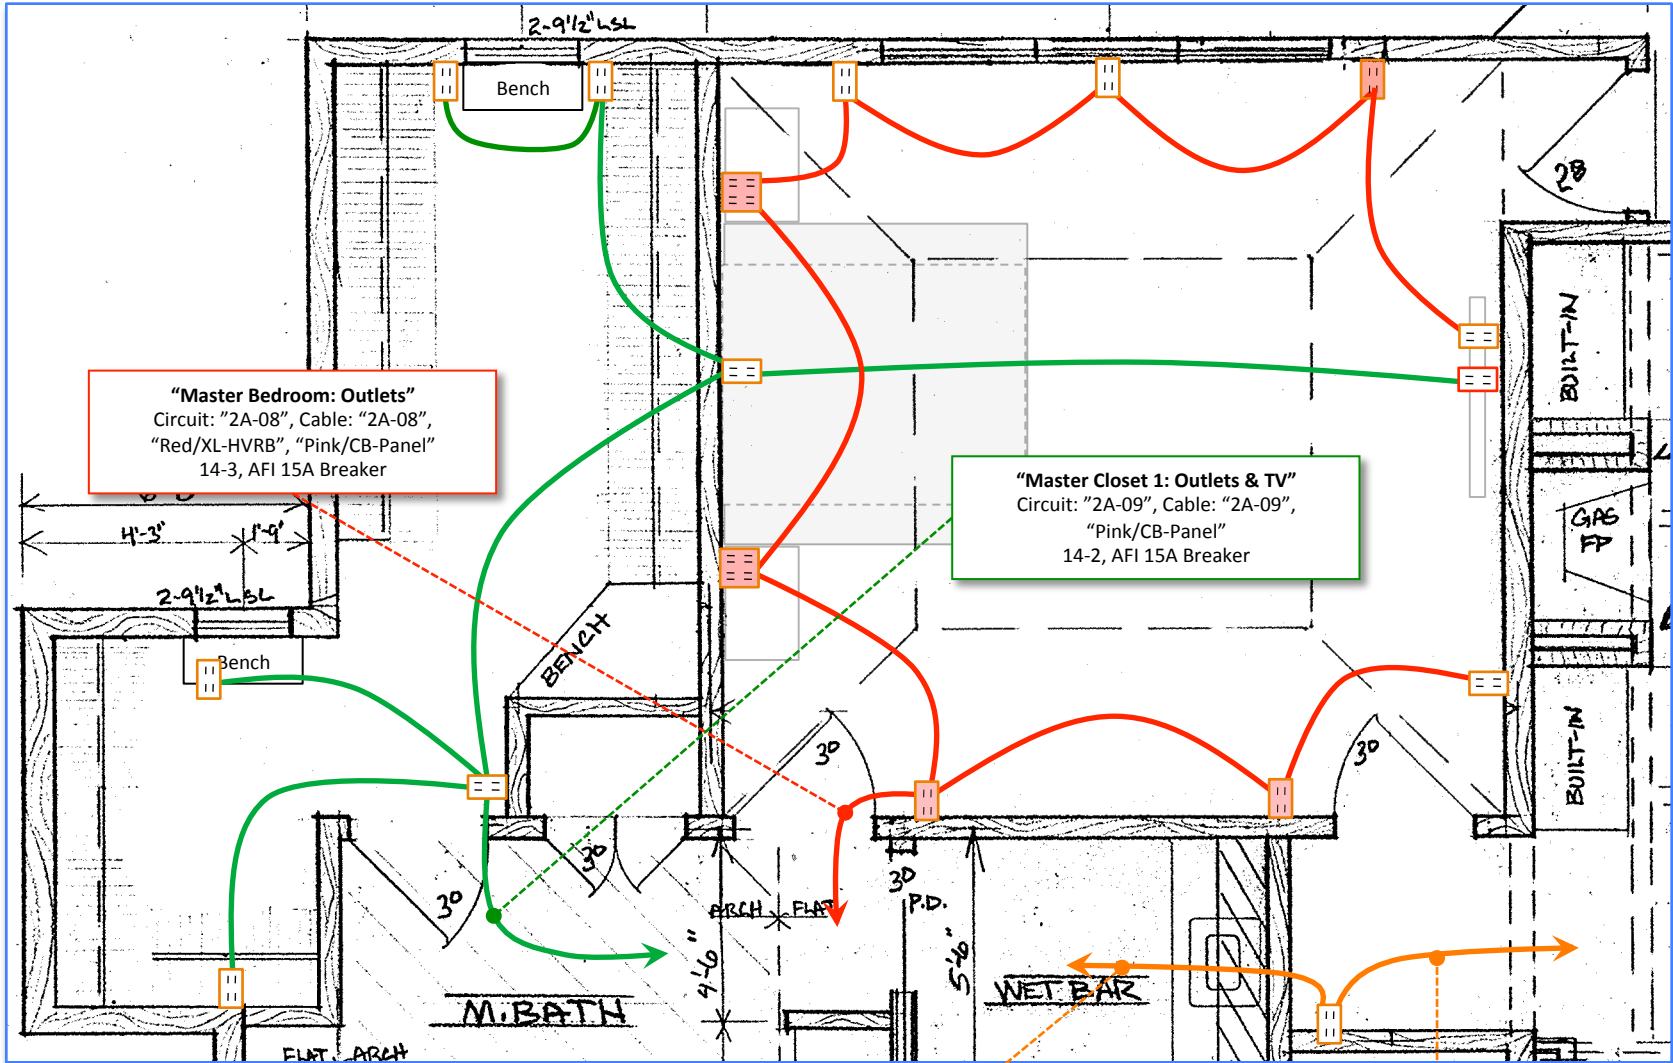 2-9½" LSL
Bench
28
BUILT-IN
"Master Bedroom: Outlets"
Circuit: "2A-08", Cable: "2A-08",
"Red/XL-HVRB", "Pink/CB-Panel"
14-3, AFI 15A Breaker
"Master Closet 1: Outlets & TV"
Circuit: "2A-09", Cable: "2A-09",
"Pink/CB-Panel"
14-2, AFI 15A Breaker
4'-3"
1'-9"
GAS
FP
2-9½" LSL
Bench
BENCH
30
30
BUILT-IN
30
30
30
P.D.
ARCH
FLAT
4'-6"
5'-6"
WET BAR
M. BATH
FLAT
ARCH